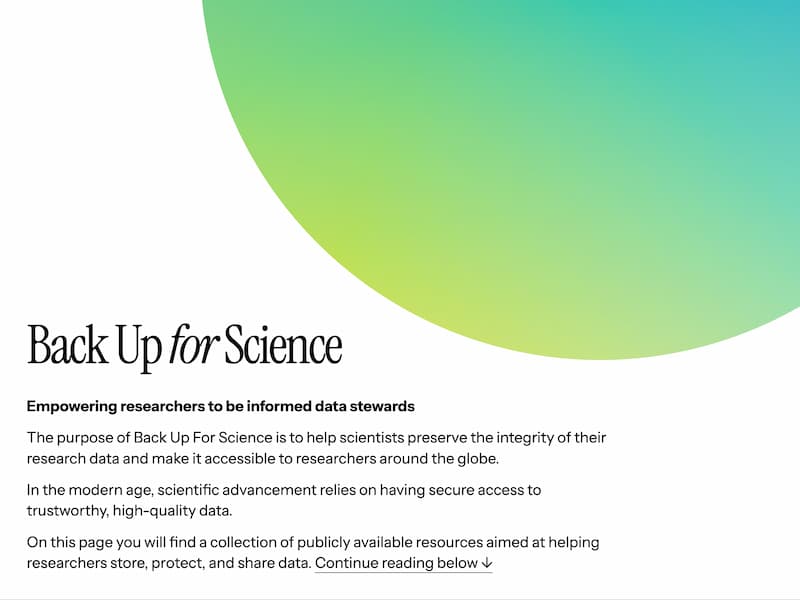 Back Up for Science
Empowering researchers to be informed data stewards
The purpose of Back Up For Science is to help scientists preserve the integrity of their
research data and make it accessible to researchers around the globe.
In the modern age, scientific advancement relies on having secure access to
trustworthy, high-quality data.
On this page you will find a collection of publicly available resources aimed at helping
researchers store, protect, and share data. Continue reading below ↓